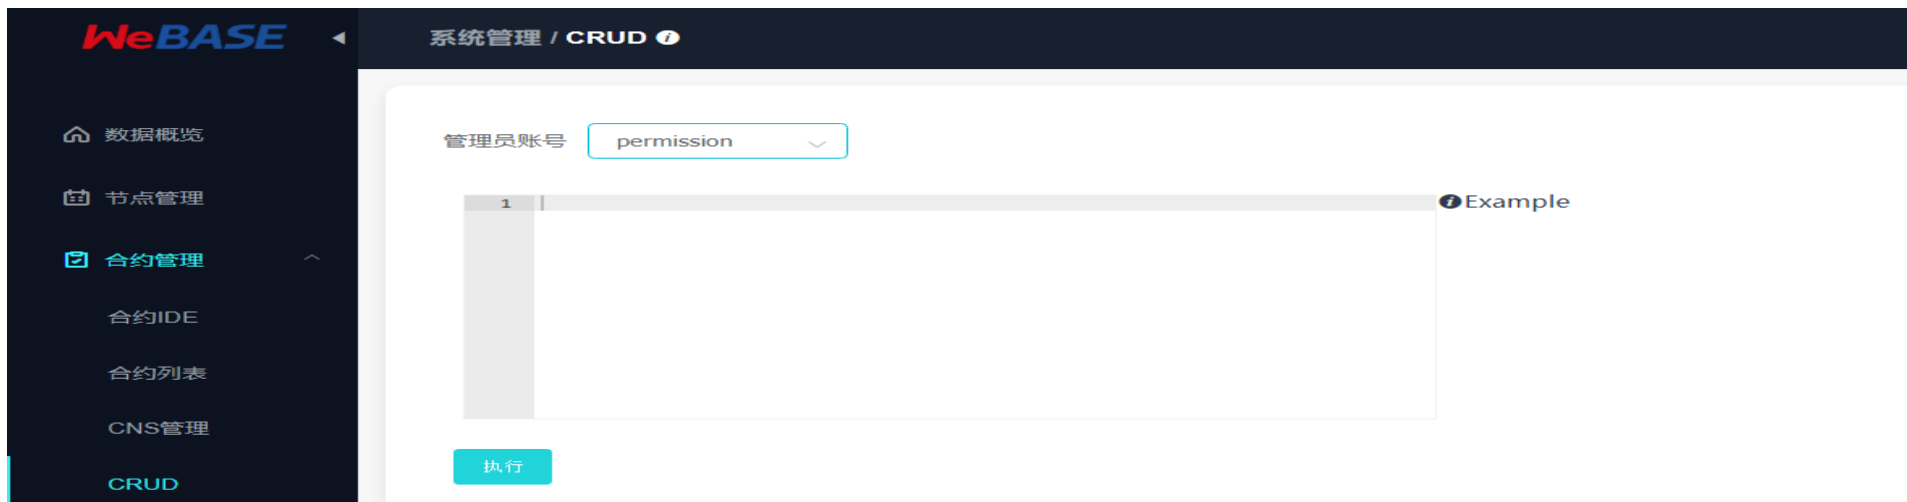 WeBASE
系统管理 / CRUD
数据概览
节点管理
合约管理
合约IDE
合约列表
CNS管理
CRUD
管理员账号 permission
1
Example
执行